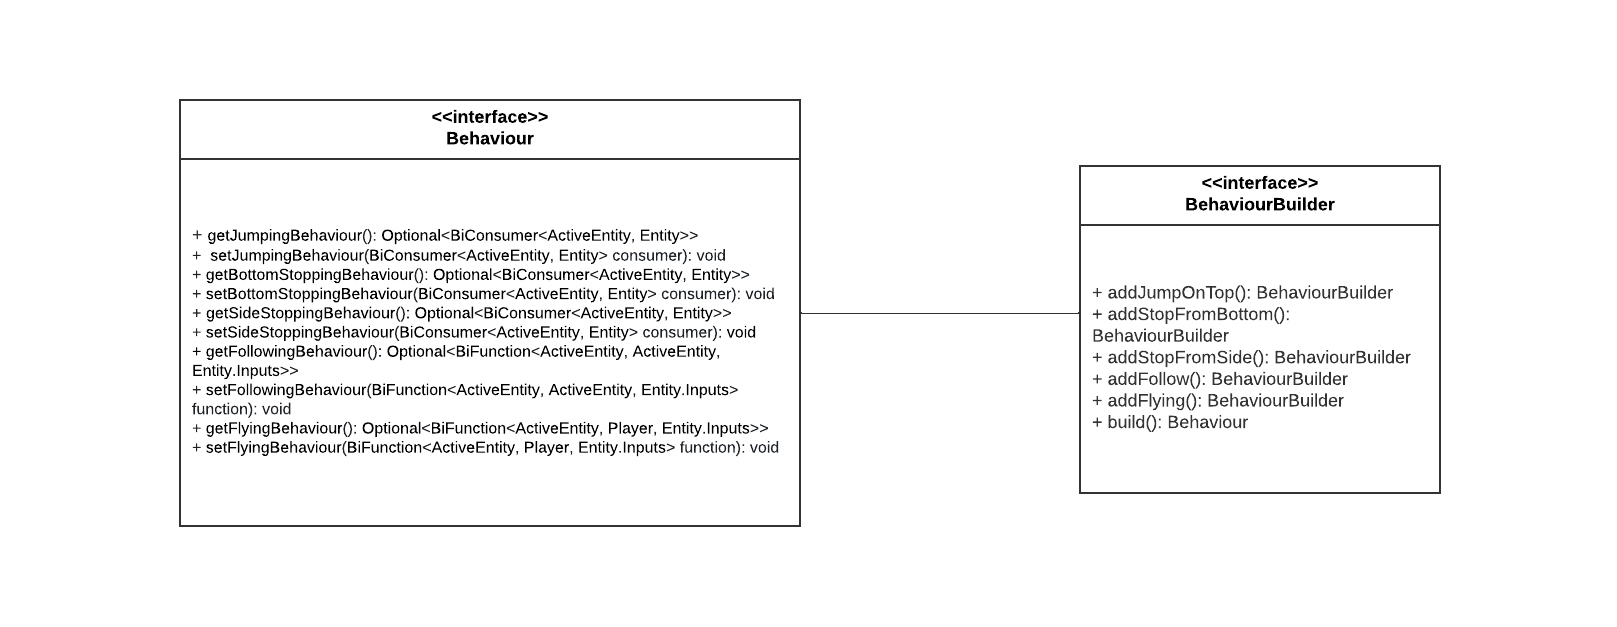 <<interface>>
Behaviour
+ getJumpingBehaviour(): Optional<BiConsumer<ActiveEntity, Entity>>
+  setJumpingBehaviour(BiConsumer<ActiveEntity, Entity> consumer): void
+ getBottomStoppingBehaviour(): Optional<BiConsumer<ActiveEntity, Entity>>
+ setBottomStoppingBehaviour(BiConsumer<ActiveEntity, Entity> consumer): void
+ getSideStoppingBehaviour(): Optional<BiConsumer<ActiveEntity, Entity>>
+ setSideStoppingBehaviour(BiConsumer<ActiveEntity, Entity> consumer): void
+ getFollowingBehaviour(): Optional<BiFunction<ActiveEntity, ActiveEntity,
Entity.Inputs>>
+ setFollowingBehaviour(BiFunction<ActiveEntity, ActiveEntity, Entity.Inputs>
function): void
+ getFlyingBehaviour(): Optional<BiFunction<ActiveEntity, Player, Entity.Inputs>>
+ setFlyingBehaviour(BiFunction<ActiveEntity, Player, Entity.Inputs> function): void
<<interface>>
BehaviourBuilder
+ addJumpOnTop(): BehaviourBuilder
+ addStopFromBottom():
BehaviourBuilder
+ addStopFromSide(): BehaviourBuilder
+ addFollow(): BehaviourBuilder
+ addFlying(): BehaviourBuilder
+ build(): Behaviour